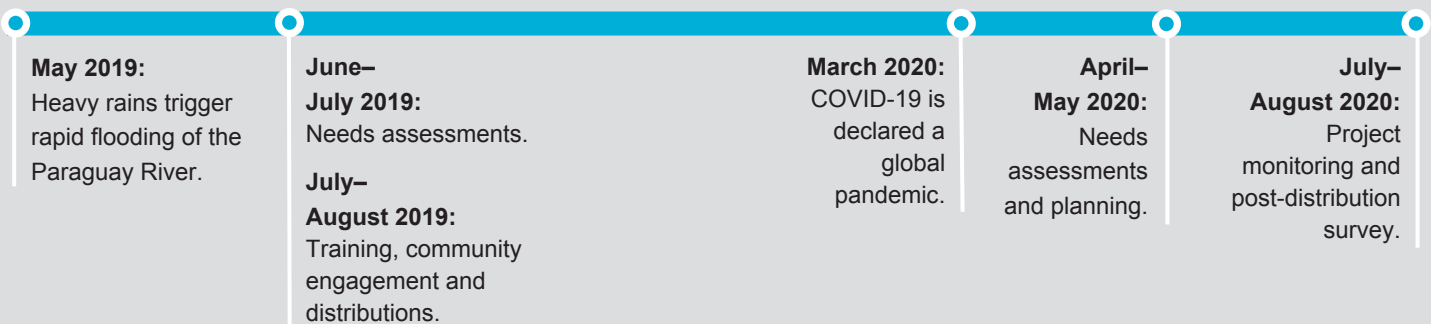 May 2019:
Heavy rains trigger
rapid flooding of the
Paraguay River.
June–
July 2019:
Needs assessments.
July–
August 2019:
Training, community
engagement and
distributions.
March 2020:
COVID-19 is
declared a
global
pandemic.
April–
May 2020:
Needs
assessments
and planning.
July–
August 2020:
Project
monitoring and
post-distribution
survey.